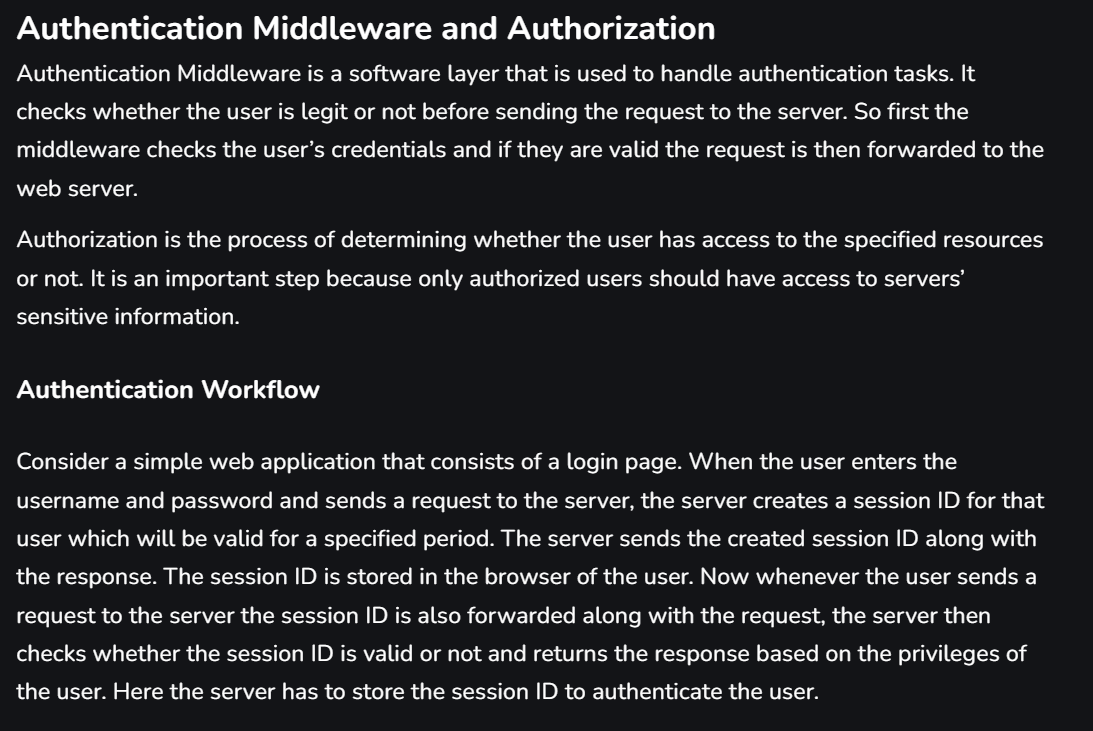 Authentication Middleware and Authorization
Authentication Middleware is a software layer that is used to handle authentication tasks. It
checks whether the user is legit or not before sending the request to the server. So first the
middleware checks the user’s credentials and if they are valid the request is then forwarded to the
web server.
Authorization is the process of determining whether the user has access to the specified resources
or not. It is an important step because only authorized users should have access to servers’
sensitive information.
Authentication Workflow
Consider a simple web application that consists of a login page. When the user enters the
username and password and sends a request to the server, the server creates a session ID for that
user which will be valid for a specified period. The server sends the created session ID along with
the response. The session ID is stored in the browser of the user. Now whenever the user sends a
request to the server the session ID is also forwarded along with the request, the server then
checks whether the session ID is valid or not and returns the response based on the privileges of
the user. Here the server has to store the session ID to authenticate the user.